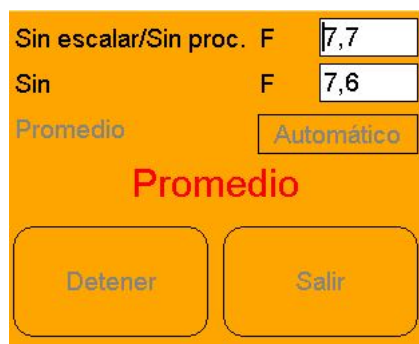 Sin escalar/Sin proc. F 7,7
Sin F 7,6
Promedio Automático
Promedio
Detener Salir